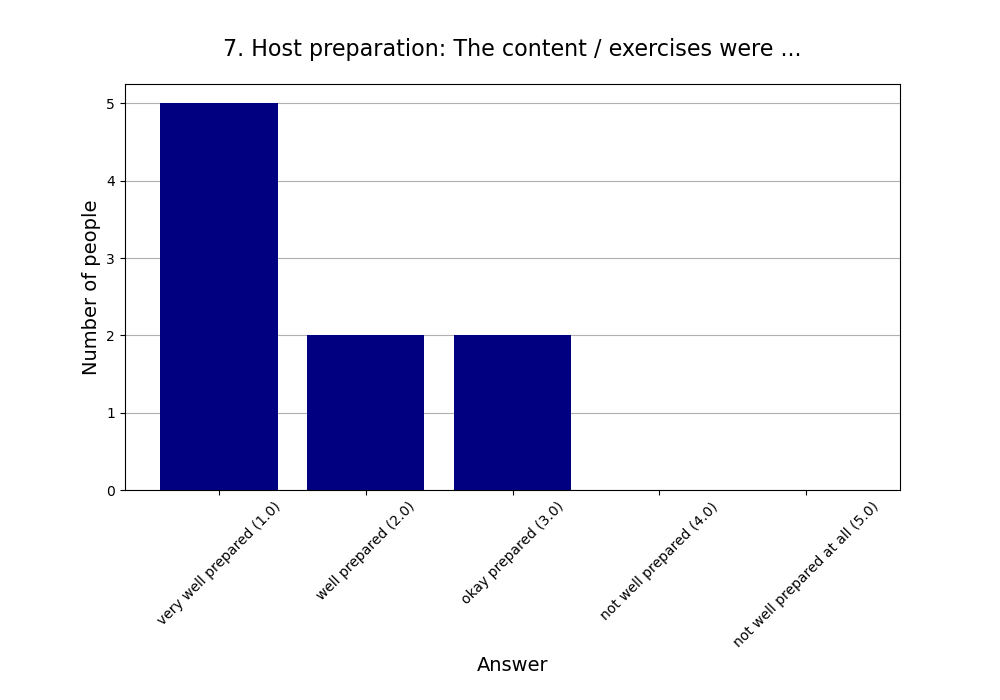 7. Host preparation: The content / exercises were ...
Number of people
5
4
3
2
1
0
very well prepared (1.0)
well prepared (2.0)
okay prepared (3.0)
not well prepared (4.0)
not well prepared at all (5.0)
Answer